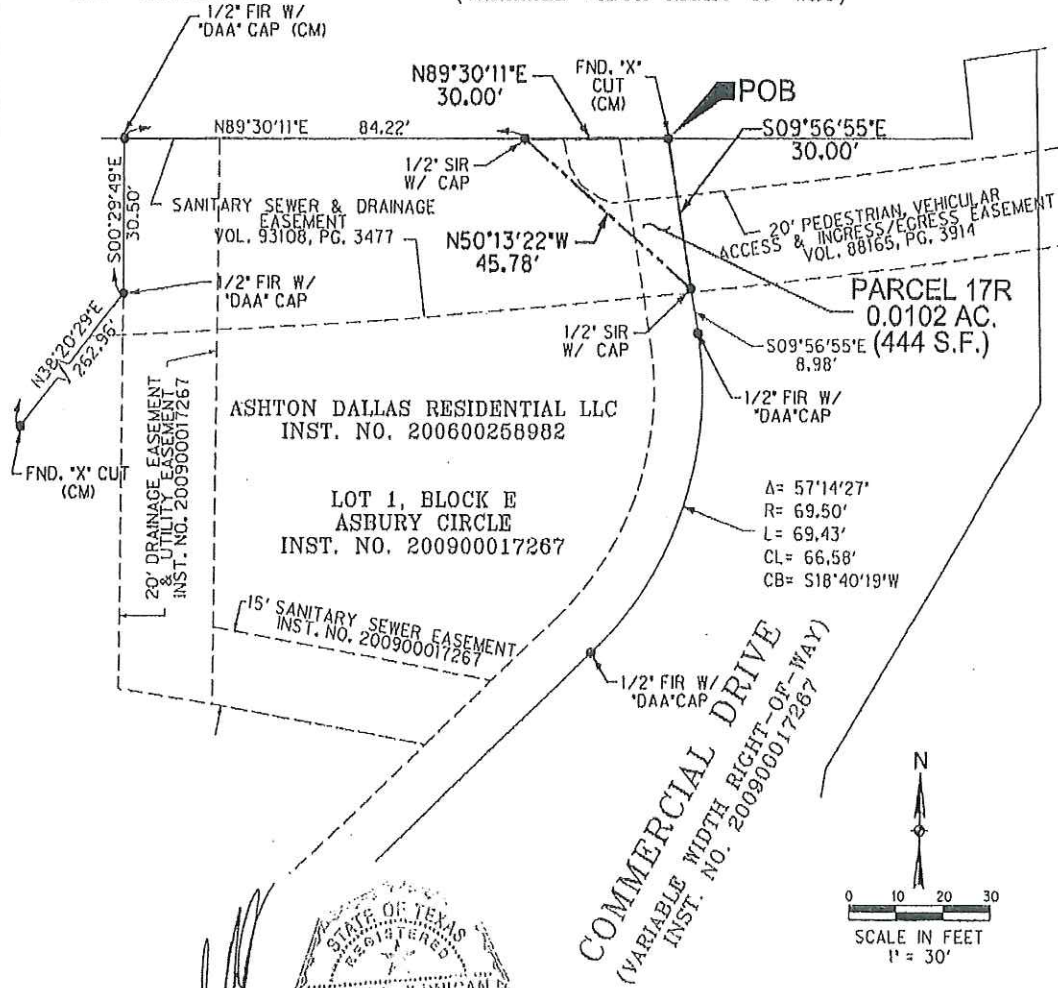 1/2" FIR W/
"DAA" CAP (CM)
N89°30'11"E
30.00'
FND. "X"
CUT
(CM)
POB
N89°30'11"E 84.22'
S09°56'55"E
30.00'
1/2" SIR
W/ CAP
S00°29'49"E
30.50'
SANITARY SEWER & DRAINAGE
EASEMENT
VOL. 93108, PG. 3477
N50°13'22"W
45.78'
20' PEDESTRIAN, VEHICULAR
ACCESS & INGRESS/EGRESS EASEMENT
VOL. 88165, PG. 3914
1/2" FIR W/
"DAA" CAP
PARCEL 17R
0.0102 AC.
(444 S.F.)
1/2" SIR
W/ CAP
S09°56'55"E
8.98'
N38°20'29"E
262.96'
1/2" FIR W/
"DAA"CAP
FND. "X" CUT
(CM)
20' DRAINAGE EASEMENT
& UTILITY EASEMENT
INST. NO. 200900017267
ASHTON DALLAS RESIDENTIAL LLC
INST. NO. 200600258982
LOT 1, BLOCK E
ASBURY CIRCLE
INST. NO. 200900017267
Δ= 57°14'27"
R= 69.50'
L= 69.43'
CL= 66.58'
CB= S18°40'19"W
15' SANITARY SEWER EASEMENT
INST. NO. 200900017267
1/2" FIR W/
"DAA"CAP
COMMERCIAL DRIVE
(VARIABLE WIDTH RIGHT-OF-WAY)
INST. NO. 200900017267
N
0 10 20 30
SCALE IN FEET
1" = 30'
STATE OF TEXAS
REGISTERED